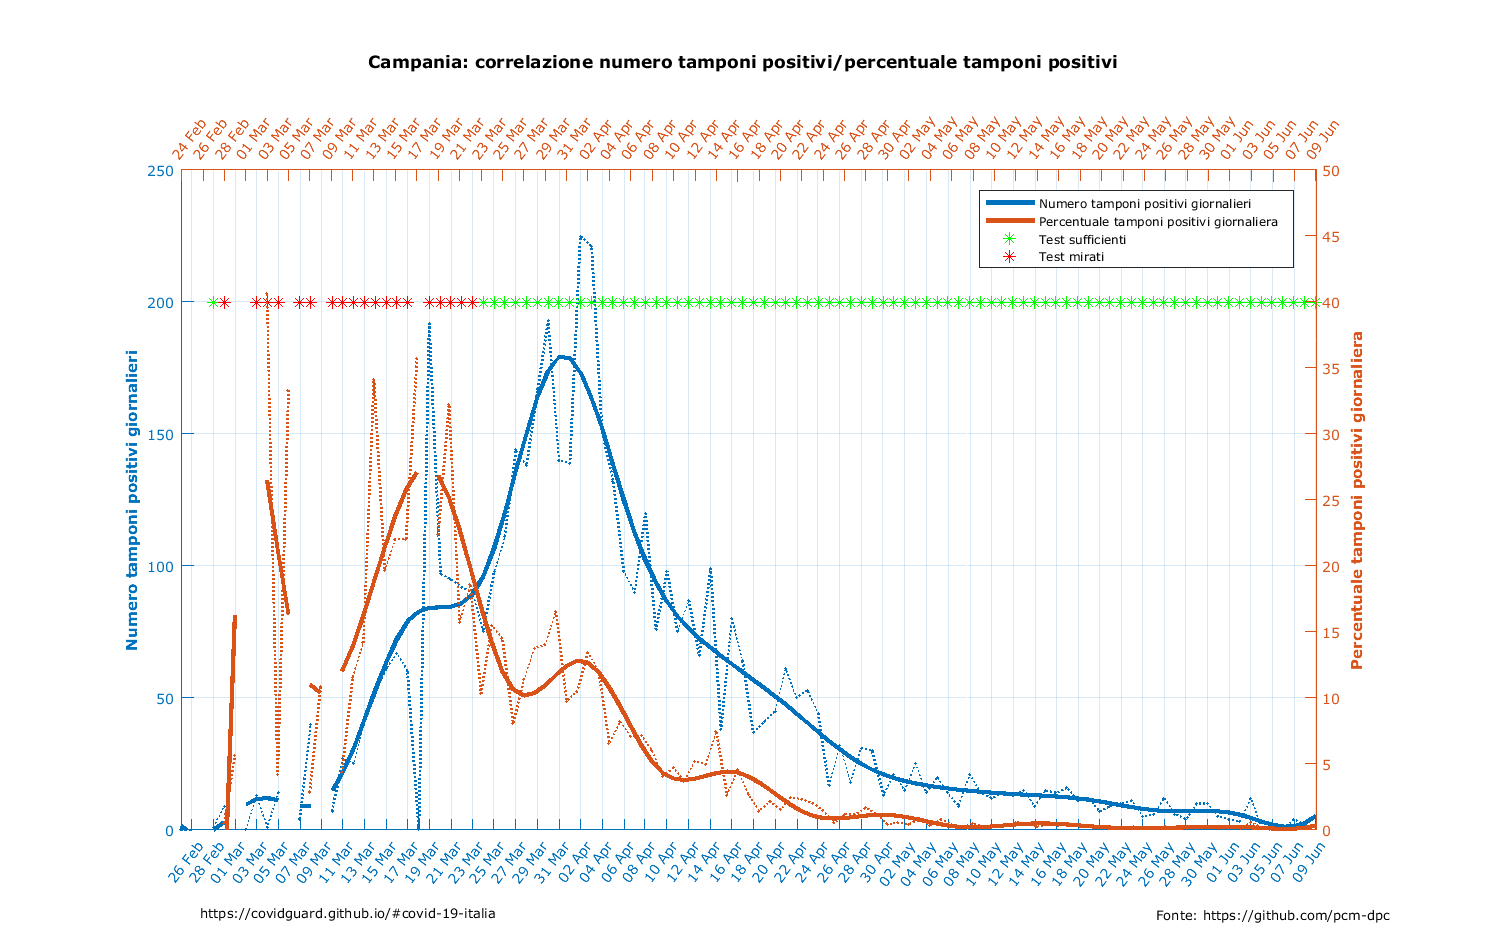 Campania: correlazione numero tamponi positivi/percentuale tamponi positivi
24 Feb 26 Feb 28 Feb 01 Mar 03 Mar 05 Mar 07 Mar 09 Mar 11 Mar 13 Mar 15 Mar 17 Mar 19 Mar 21 Mar 23 Mar 25 Mar 27 Mar 29 Mar 31 Mar 02 Apr 04 Apr 06 Apr 08 Apr 10 Apr 12 Apr 14 Apr 16 Apr 18 Apr 20 Apr 22 Apr 24 Apr 26 Apr 28 Apr 30 Apr 02 May 04 May 06 May 08 May 10 May 12 May 14 May 16 May 18 May 20 May 22 May 24 May 26 May 28 May 30 May 01 Jun 03 Jun 05 Jun 07 Jun 09 Jun
Numero tamponi positivi giornalieri
250
200
150
100
50
0
Numero tamponi positivi giornalieri
Percentuale tamponi positivi giornaliera
Test sufficienti
Test mirati
50
45
40
35
30
25
20
15
10
5
0
Percentuale tamponi positivi giornaliera
26 Feb 28 Feb 01 Mar 03 Mar 05 Mar 07 Mar 09 Mar 11 Mar 13 Mar 15 Mar 17 Mar 19 Mar 21 Mar 23 Mar 25 Mar 27 Mar 29 Mar 31 Mar 02 Apr 04 Apr 06 Apr 08 Apr 10 Apr 12 Apr 14 Apr 16 Apr 18 Apr 20 Apr 22 Apr 24 Apr 26 Apr 28 Apr 30 Apr 02 May 04 May 06 May 08 May 10 May 12 May 14 May 16 May 18 May 20 May 22 May 24 May 26 May 28 May 30 May 01 Jun 03 Jun 05 Jun 07 Jun 09 Jun
https://covidguard.github.io/#covid-19-italia
Fonte: https://github.com/pcm-dpc